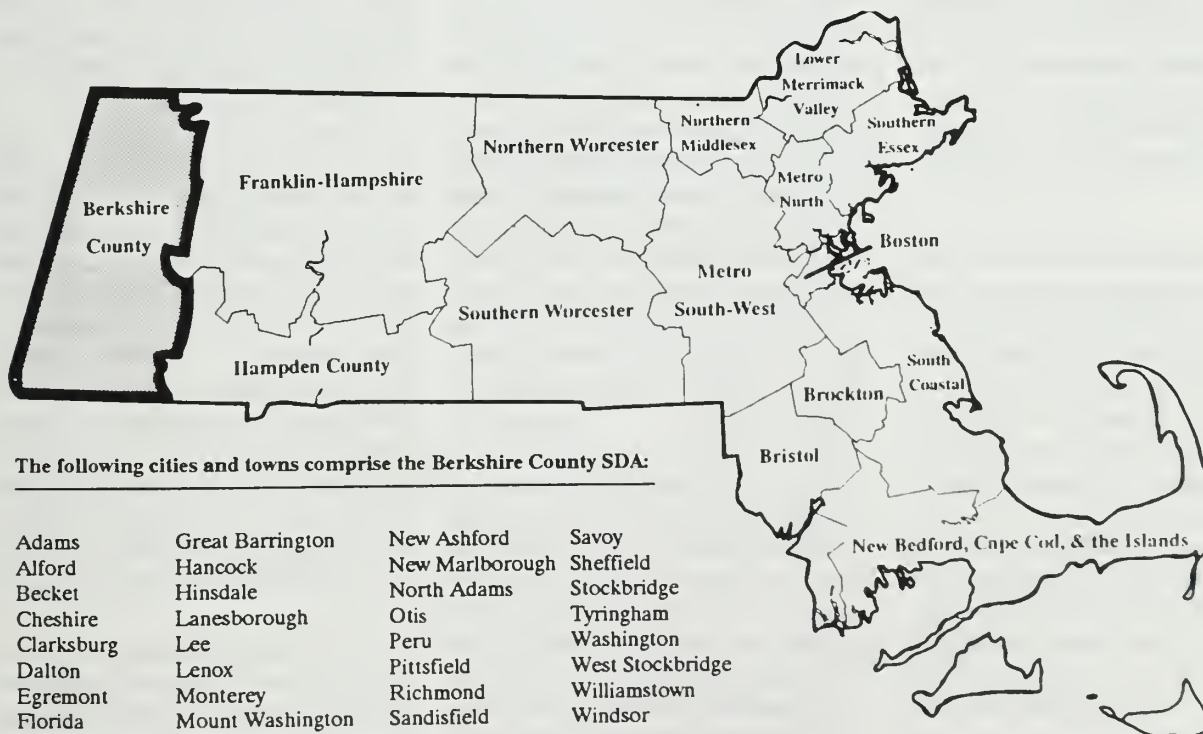 Lower
Merrimack
Valley
Northern
Middlesex
Southern
Essex
Northern Worcester
Metro
North
Franklin-Hampshire
Berkshire
County
Boston
Metro
South-West
Southern Worcester
Hampden County
South
Coastal
Brockton
Bristol
The following cities and towns comprise the Berkshire County SDA:
New Bedford, Cape Cod, & the Islands
Adams Great Barrington New Ashford Savoy
Alford Hancock New Marlborough Sheffield
Becket Hinsdale North Adams Stockbridge
Cheshire Lanesborough Otis Tyringham
Clarksburg Lee Peru Washington
Dalton Lenox Pittsfield West Stockbridge
Egremont Monterey Richmond Williamstown
Florida Mount Washington Sandisfield Windsor